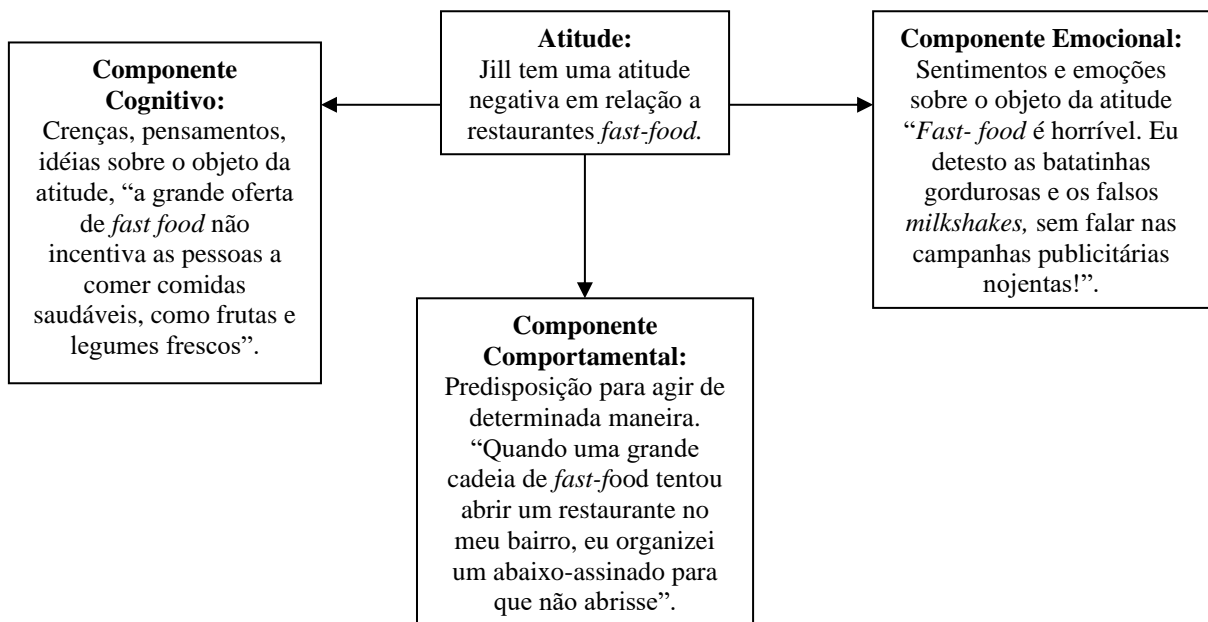 Atitude:
Jill tem uma atitude
negativa em relação a
restaurantes fast-food.
Componente
Cognitivo:
Crenças, pensamentos,
idéias sobre o objeto da
atitude, “a grande oferta
de fast food não
incentiva as pessoas a
comer comidas
saudáveis, como frutas e
legumes frescos”.
Componente Emocional:
Sentimentos e emoções
sobre o objeto da atitude
“Fast- food é horrível. Eu
detesto as batatinhas
gordurosas e os falsos
milkshakes, sem falar nas
campanhas publicitárias
nojentas!”.
Componente
Comportamental:
Predisposição para agir de
determinada maneira.
“Quando uma grande
cadeia de fast-food tentou
abrir um restaurante no
meu bairro, eu organizei
um abaixo-assinado para
que não abrisse”.